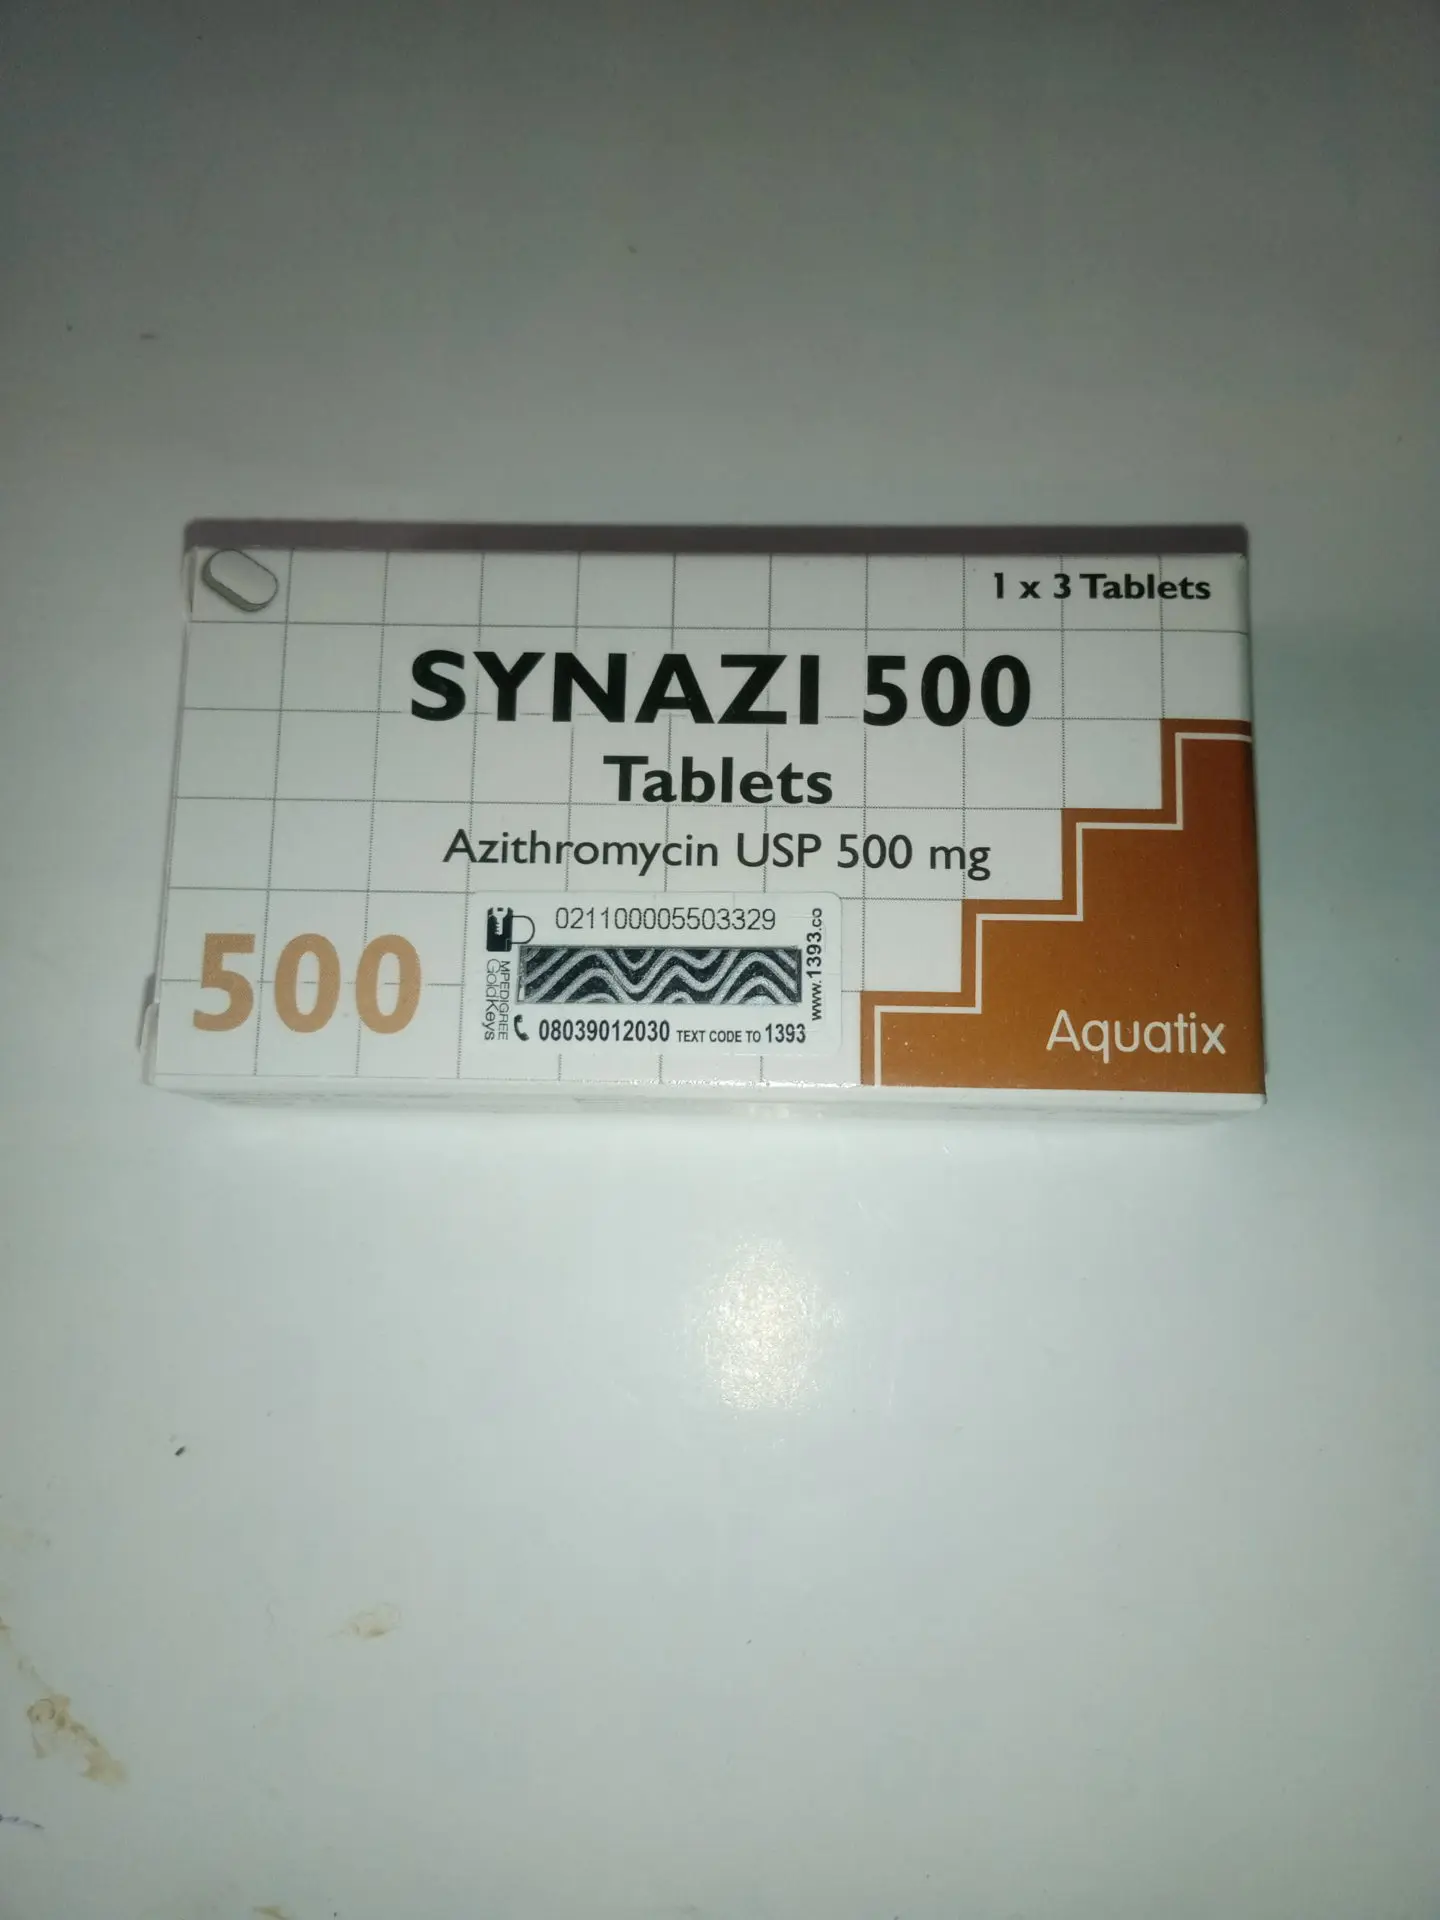 1 x 3 Tablets
SYNAZI 500
Tablets
Azithromycin USP 500 mg
500
MPEDIGREE
GoldKeys
021100005503329
08039012030 TEXT CODE TO 1393
www.1393.co
Aquatix